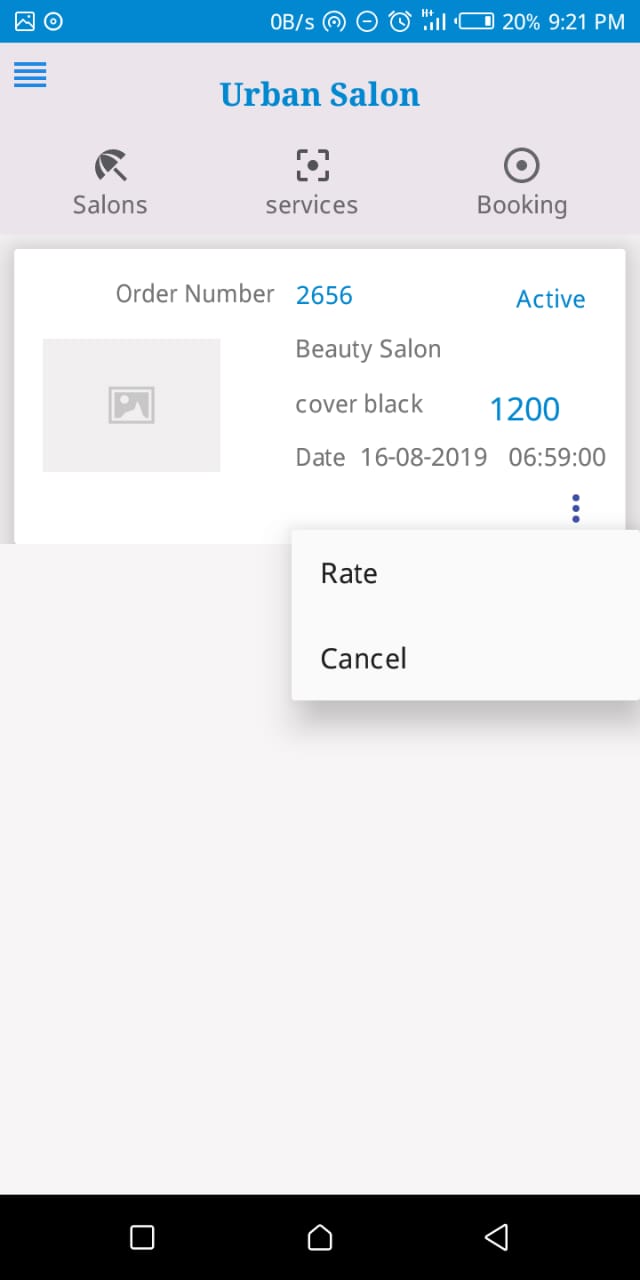 0B/s H+ 20% 9:21 PM
Urban Salon
Salons services Booking
Order Number 2656 Active
Beauty Salon
cover black 1200
Date 16-08-2019 06:59:00
Rate
Cancel